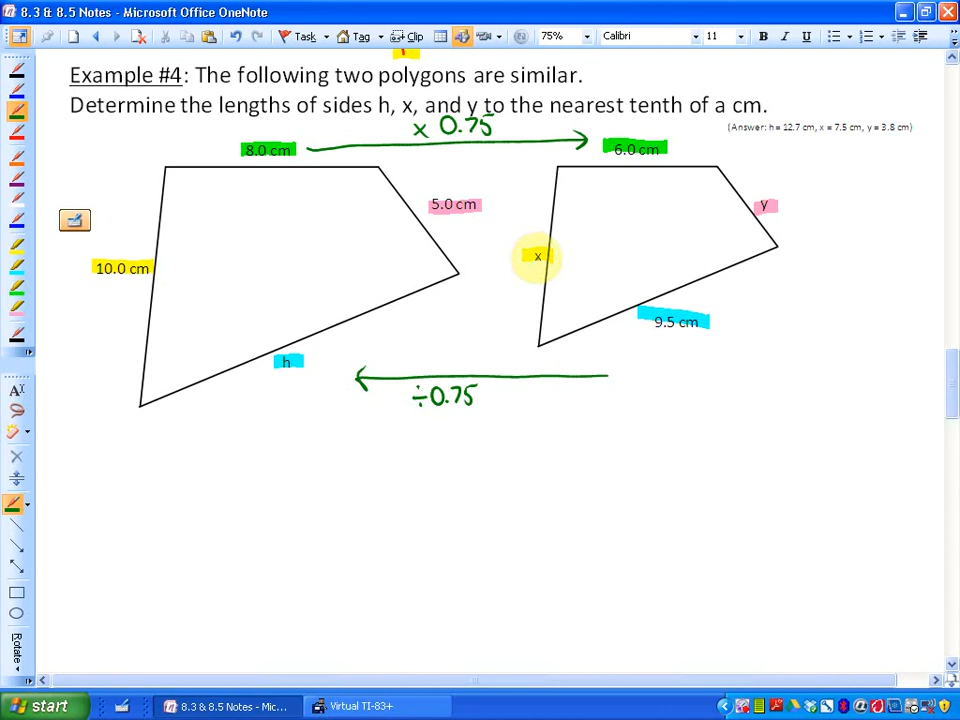 8.3 & 8.5 Notes - Microsoft Office OneNote
Task
Tag
Clip
75%
Calibri
11
B I U
Example #4: The following two polygons are similar.
Determine the lengths of sides h, x, and y to the nearest tenth of a cm.
(Answer: h = 12.7 cm, x = 7.5 cm, y = 3.8 cm)
x 0.75
8.0 cm
6.0 cm
5.0 cm
y
10.0 cm
x
9.5 cm
h
÷0.75
A
Rotate
start
8.3 & 8.5 Notes - Mic...
Virtual TI-83+